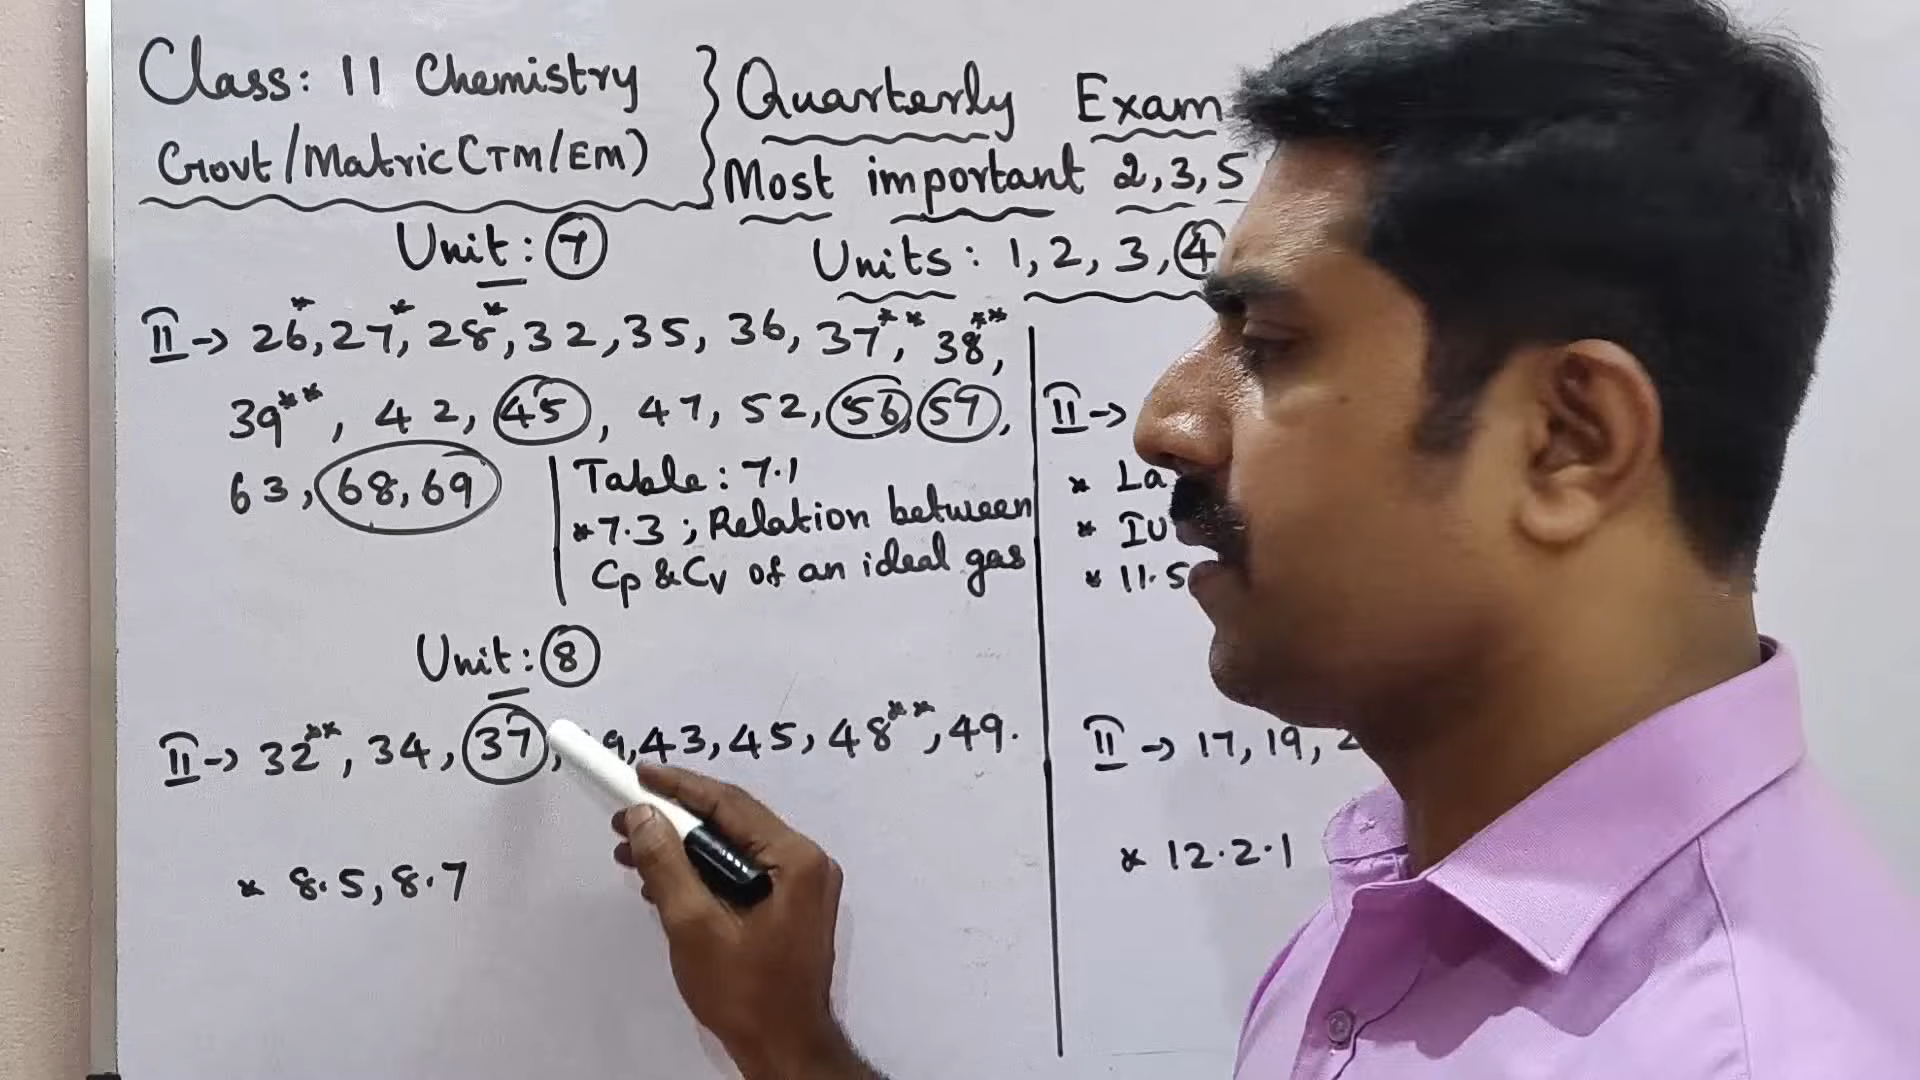 Class: 11 Chemistry
Govt/Matric(TM/EM)
Quarterly Exam
Most important 2,3,5
Units: 1,2,3,4
Unit: 7
II→ 26*, 27*, 28*, 32, 35, 36, 37**, 38**,
39**, 42, 45, 47, 52, 56, 57,
63, 68, 69
Table: 7.1
*7.3; Relation between
Cp & Cv of an ideal gas
Unit: 8
II→ 32**, 34, 37, 43, 45, 48**, 49.
* 8.5, 8.7
II→
* La
* IU
* 11.5
II→ 17, 19,
* 12.2.1